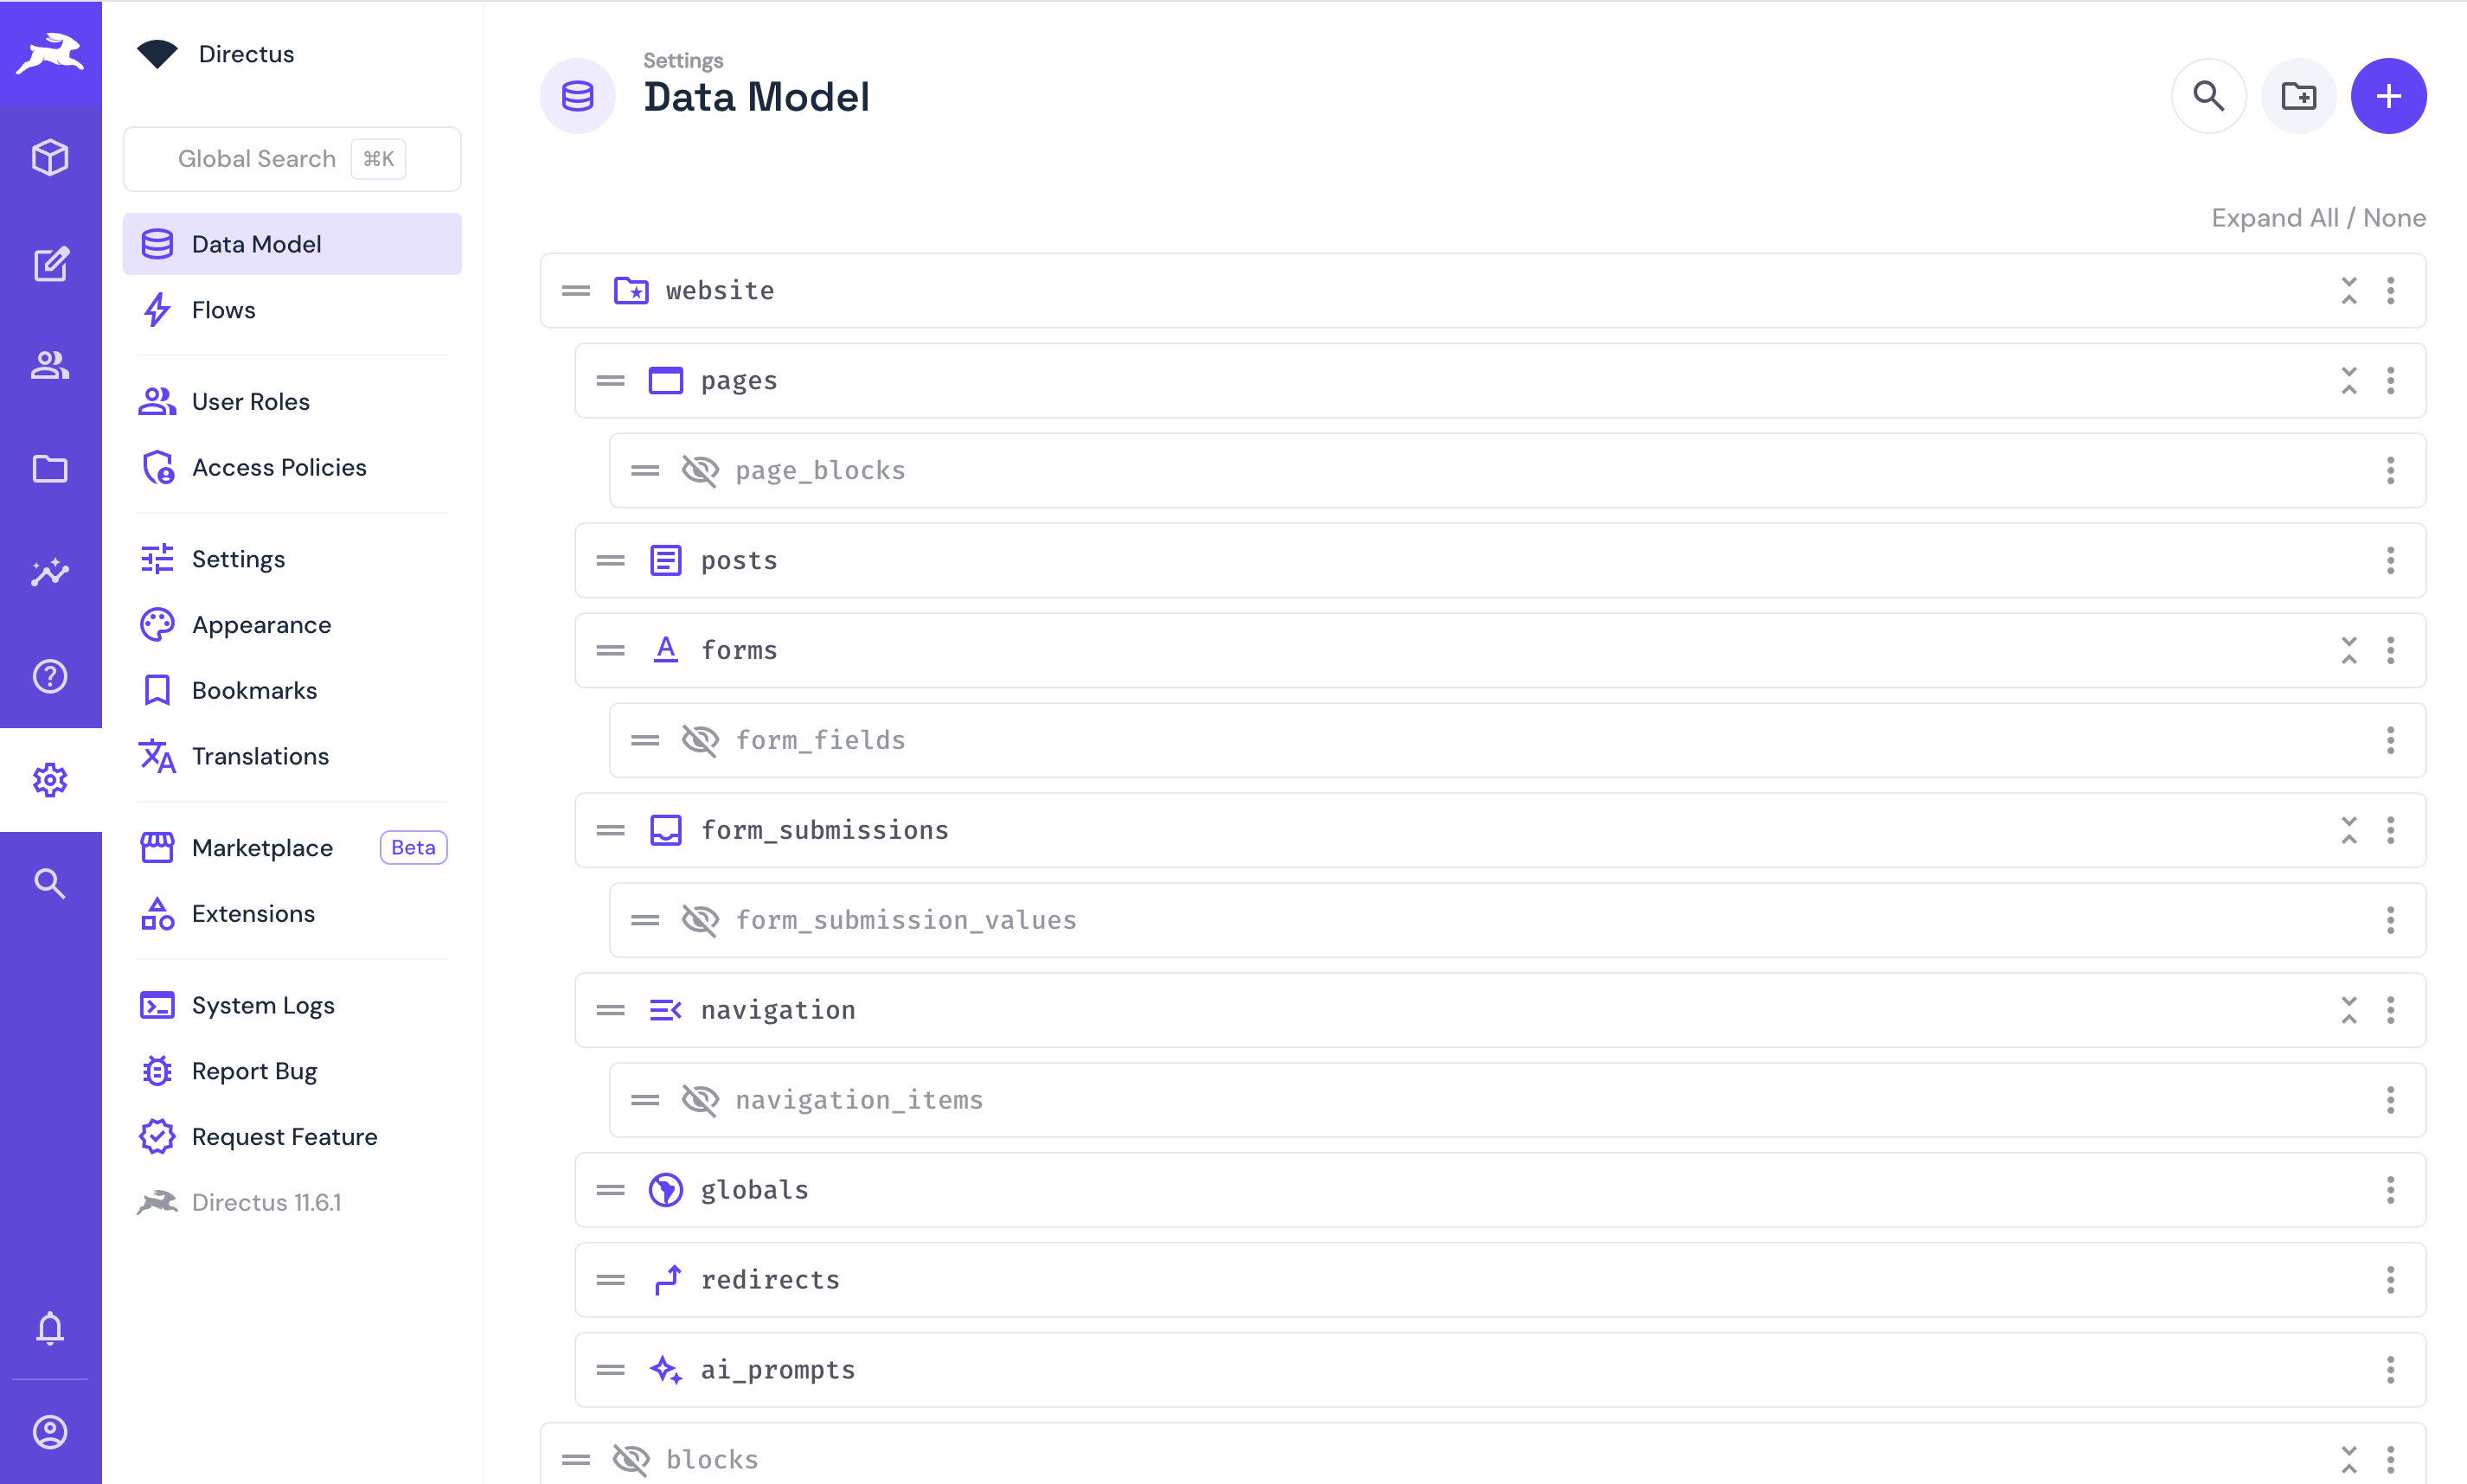 Directus
Global Search ⌘K
Data Model
Flows
User Roles
Access Policies
Settings
Appearance
Bookmarks
Translations
Marketplace Beta
Extensions
System Logs
Report Bug
Request Feature
Directus 11.6.1
Settings
Data Model
Expand All / None
website
pages
page_blocks
posts
forms
form_fields
form_submissions
form_submission_values
navigation
navigation_items
globals
redirects
ai_prompts
blocks